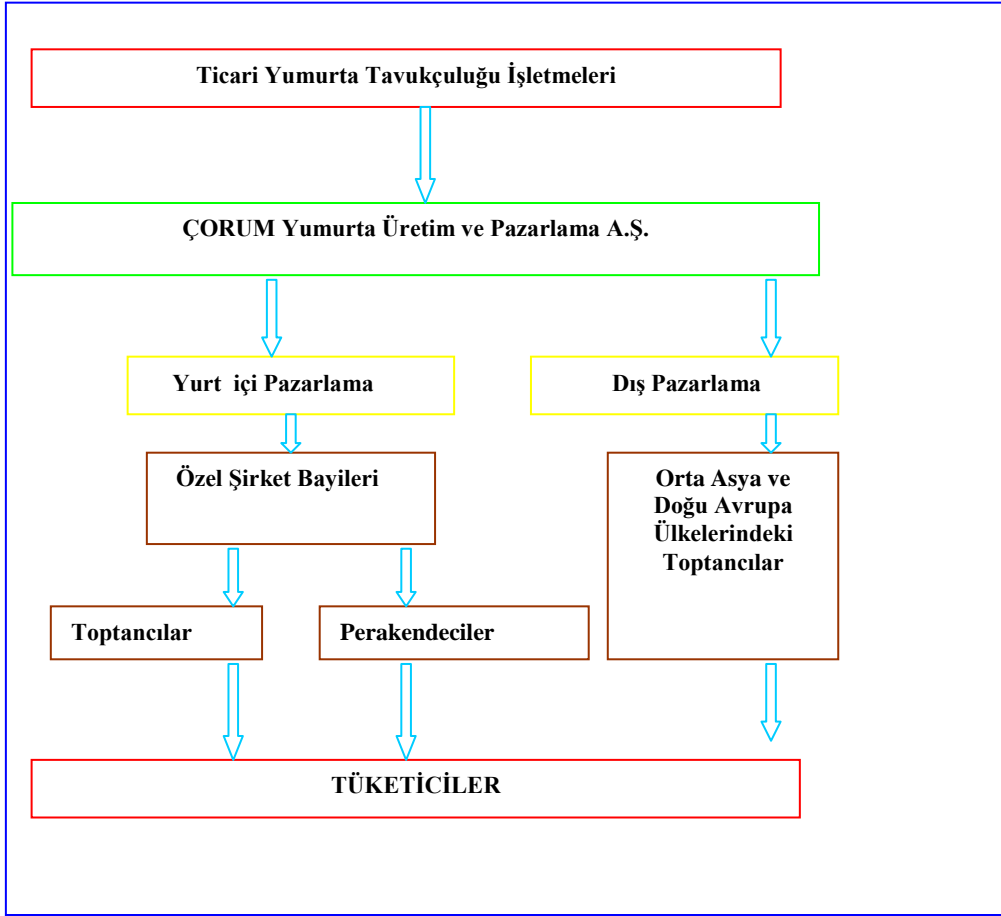 Ticari Yumurta Tavukçuluğu İşletmeleri
ÇORUM Yumurta Üretim ve Pazarlama A.Ş.
Yurt  içi Pazarlama
Dış Pazarlama
Özel Şirket Bayileri
Orta Asya ve
Doğu Avrupa
Ülkelerindeki
Toptancılar
Toptancılar
Perakendeciler
TÜKETİCİLER